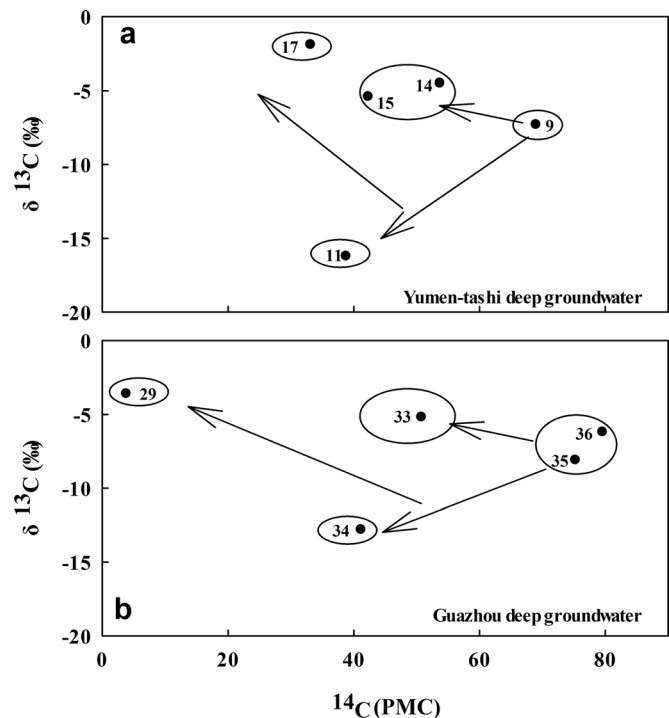 0
a
17
14
-5
15
9
δ ¹³C (‰)
-10
-15
11
Yumen-tashi deep groundwater
-20
0
29
33
-5
36
35
δ ¹³C (‰)
-10
34
-15
b
Guazhou deep groundwater
-20
0 20 40 60 80
¹⁴C (PMC)